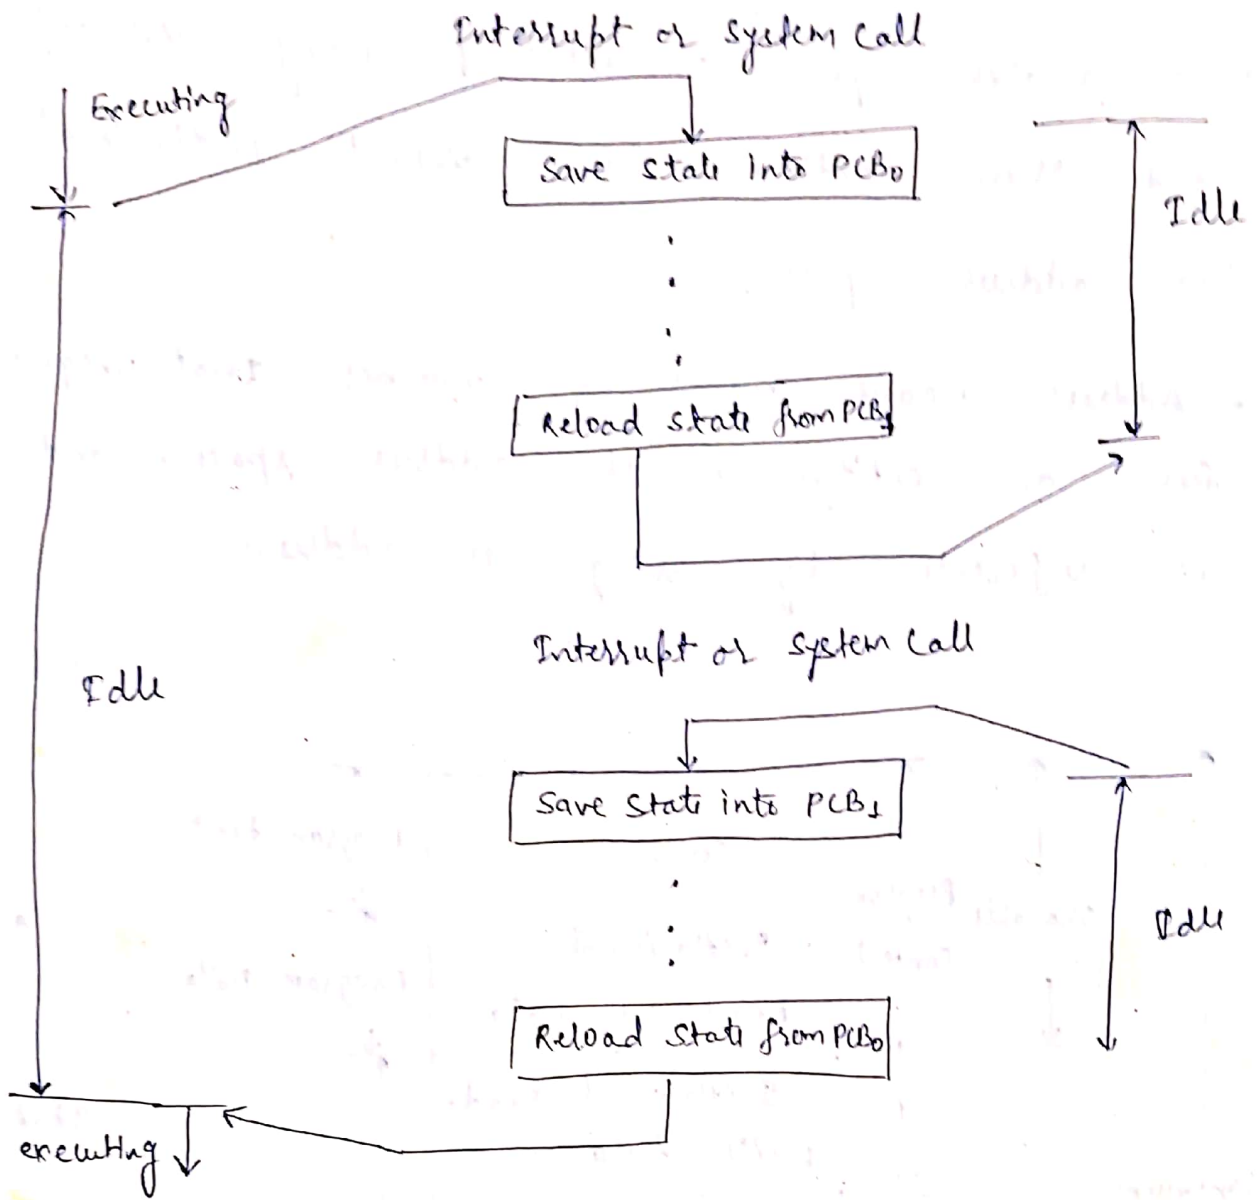 Interrupt or system call
Executing
Save state into PCB0
Idle
Reload state from PCB1
Interrupt or system call
Idle
Save state into PCB1
Idle
Reload state from PCB0
executing